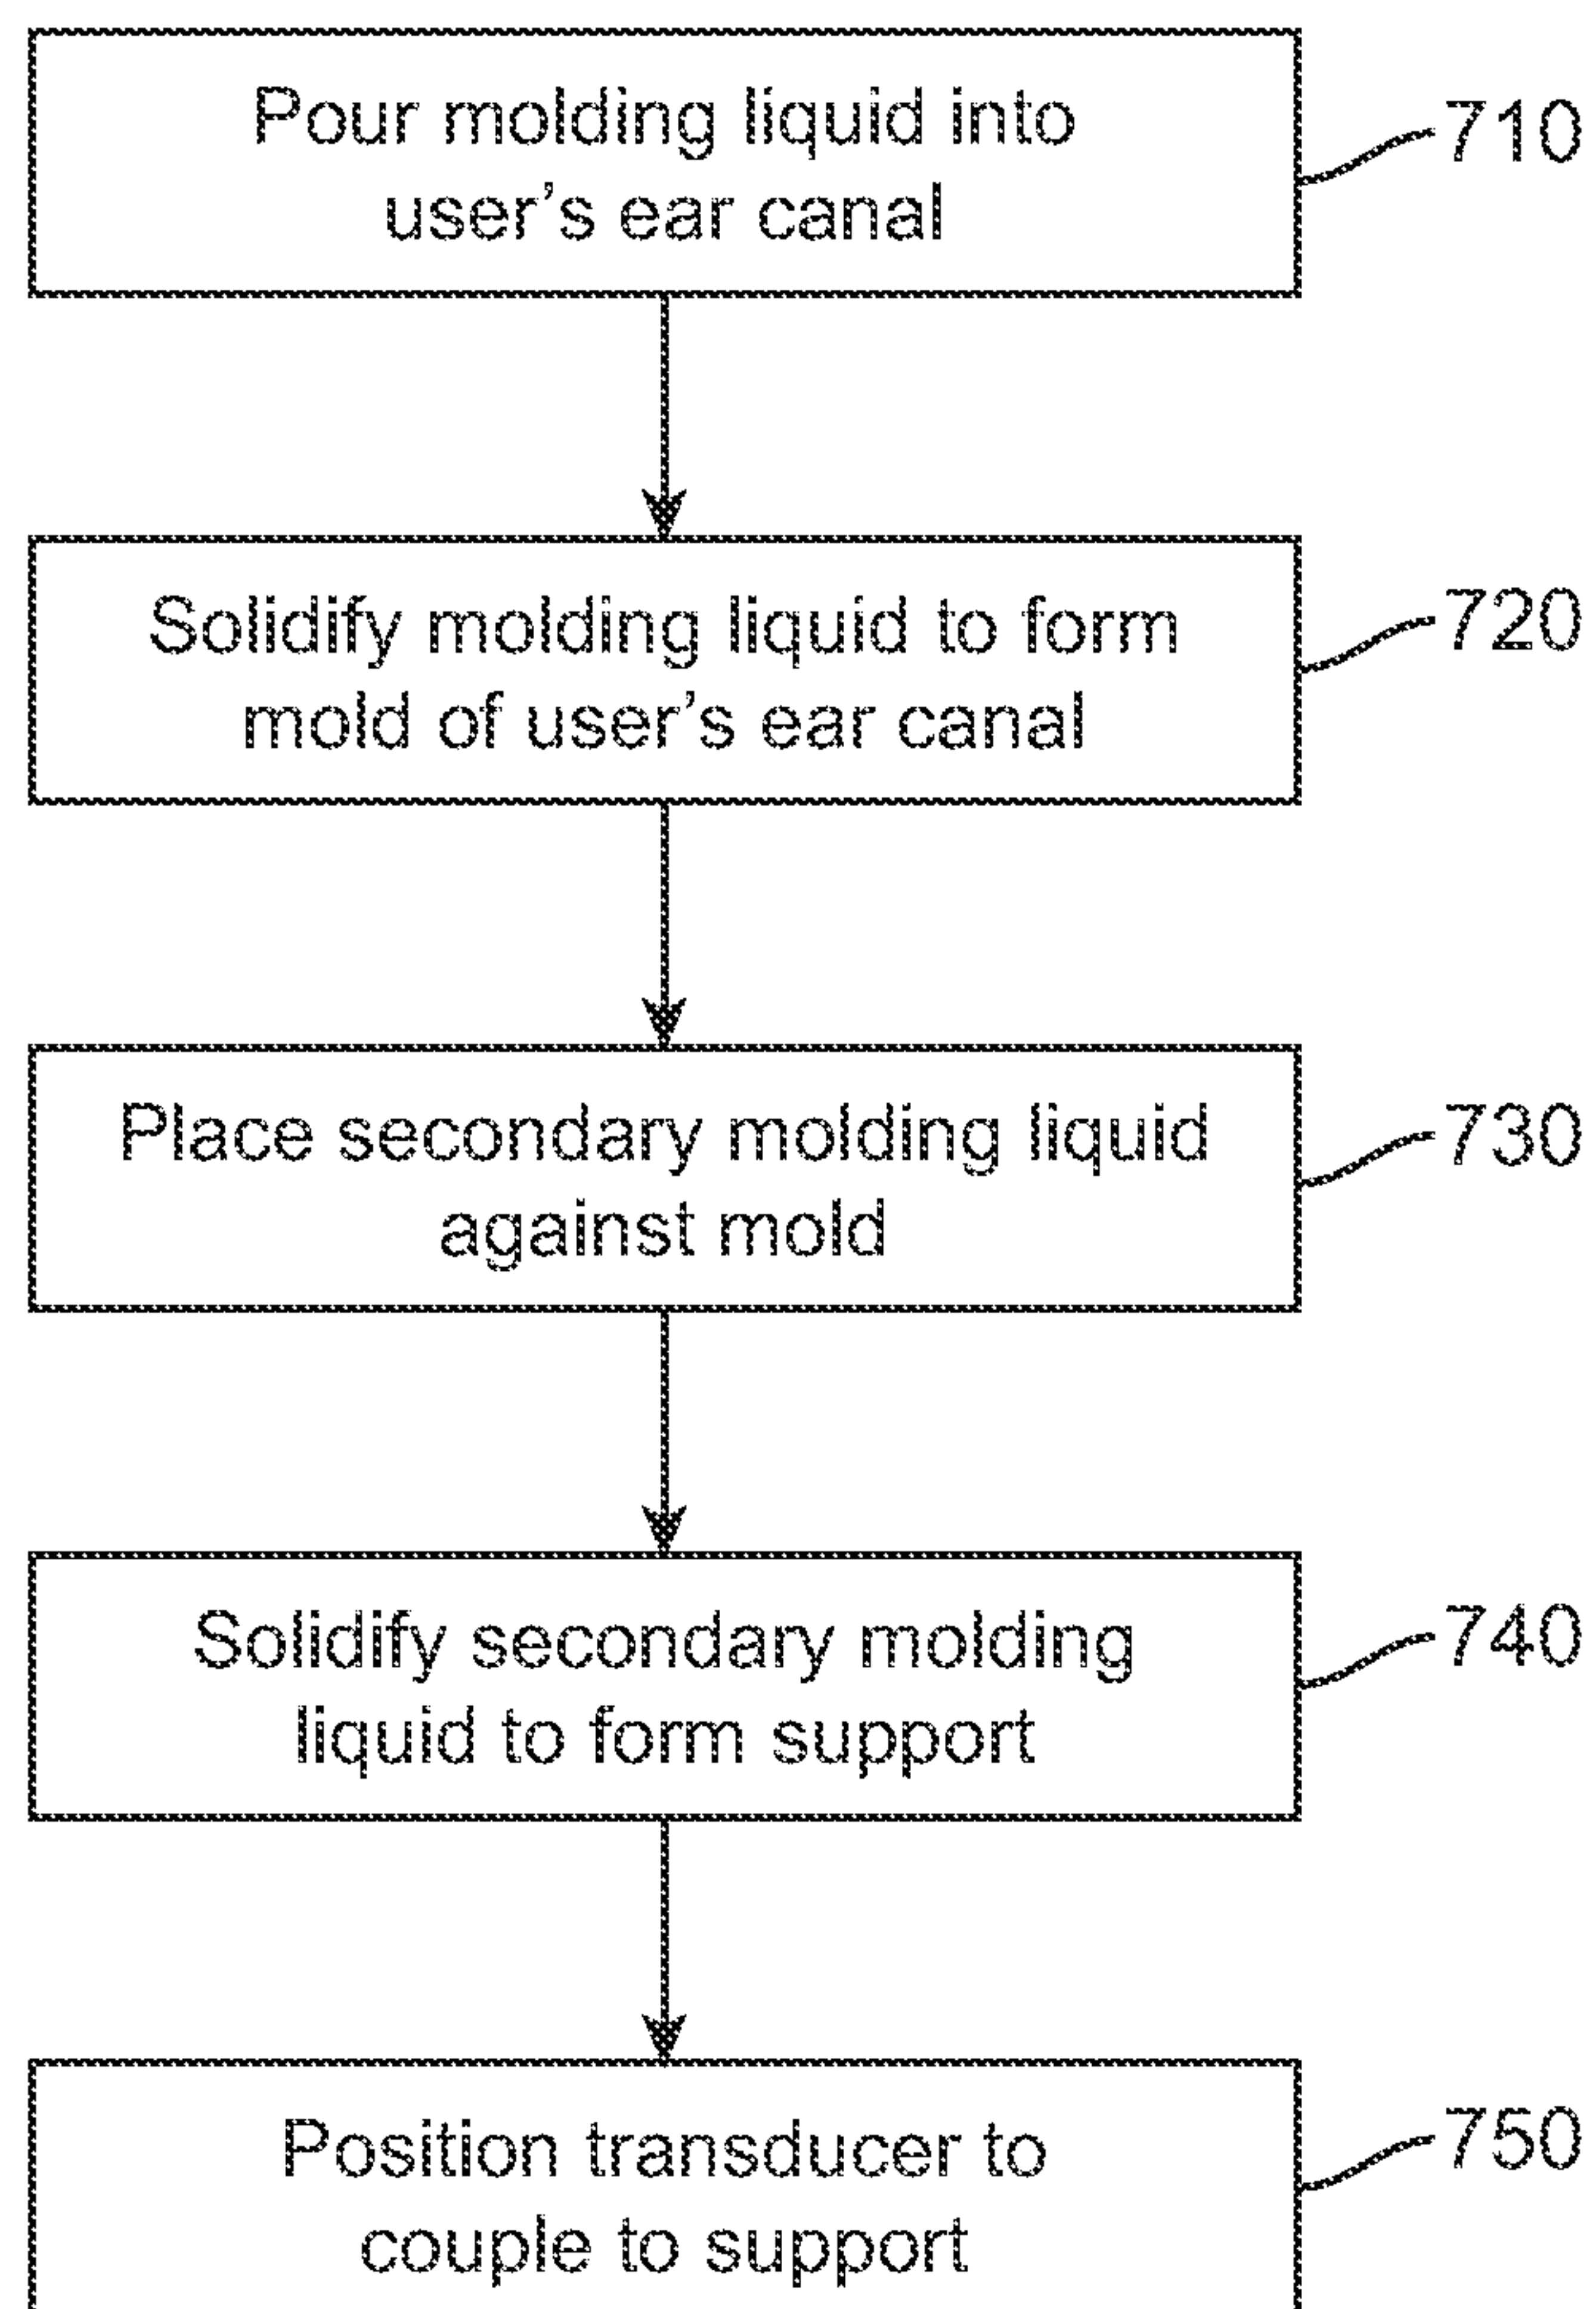 Pour molding liquid into
user’s ear canal
710
Solidify molding liquid to form
mold of user’s ear canal
720
Place secondary molding liquid
against mold
730
Solidify secondary molding
liquid to form support
740
Position transducer to
couple to support
750